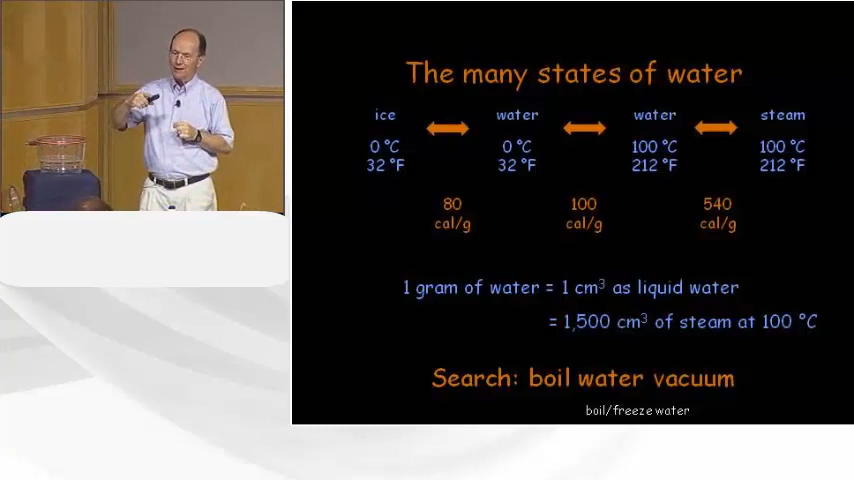 The many states of water
ice water water steam
0 °C 0 °C 100 °C 100 °C
32 °F 32 °F 212 °F 212 °F
80 100 540
cal/g cal/g cal/g
1 gram of water = 1 cm³ as liquid water
= 1,500 cm³ of steam at 100 °C
Search: boil water vacuum
boil/freeze water